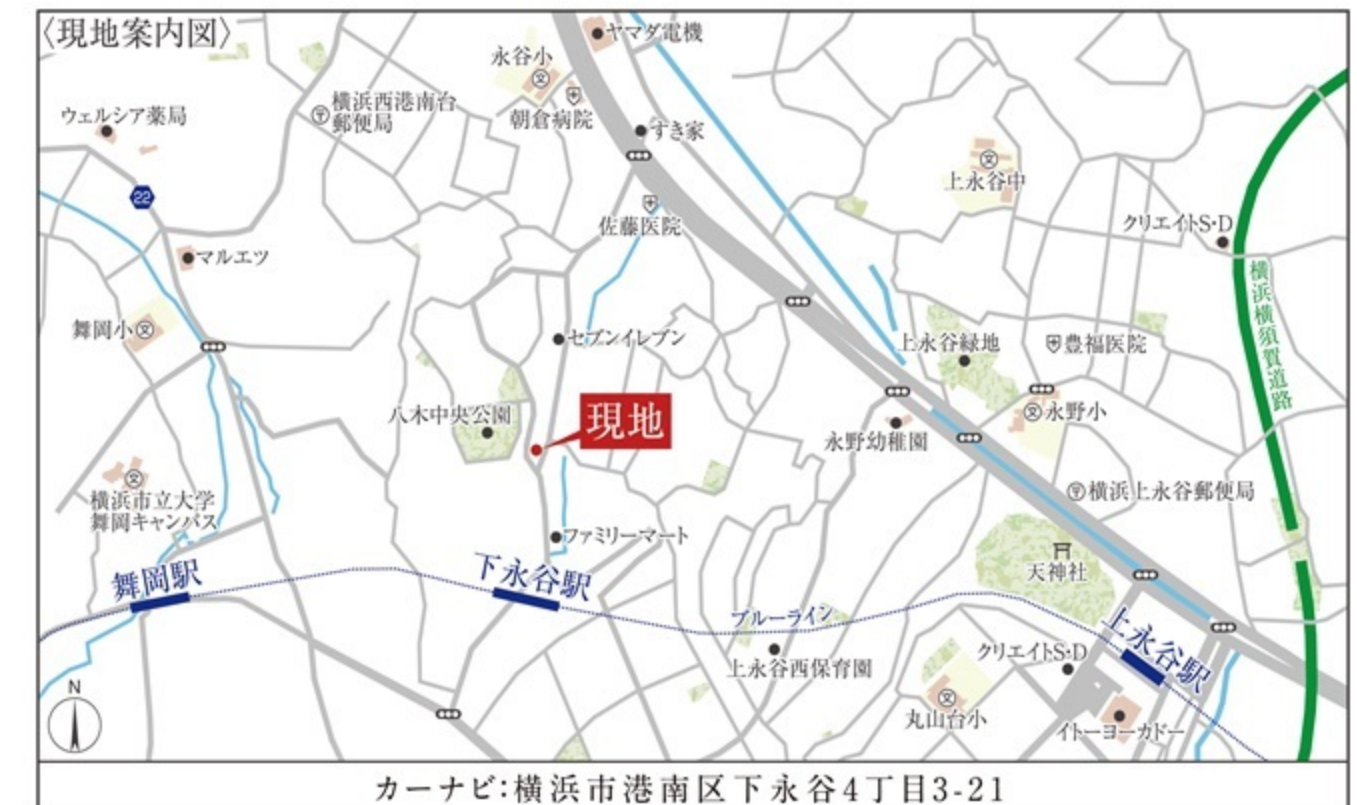 〈現地案内図〉
ヤマダ電機
永谷小
横浜西港南台
郵便局
朝倉病院
ウェルシア薬局
すき家
上永谷中
22
佐藤医院
クリエイトS・D
マルエツ
横浜横須賀道路
舞岡小
セブンイレブン
上永谷緑地
豊福医院
八木中央公園
現地
永野小
永野幼稚園
横浜市立大学
舞岡キャンパス
横浜上永谷郵便局
ファミリーマート
天神社
舞岡駅
下永谷駅
ブルーライン
上永谷駅
上永谷西保育園
クリエイトS・D
N
丸山台小
イトーヨーカドー
カーナビ:横浜市港南区下永谷4丁目3-21